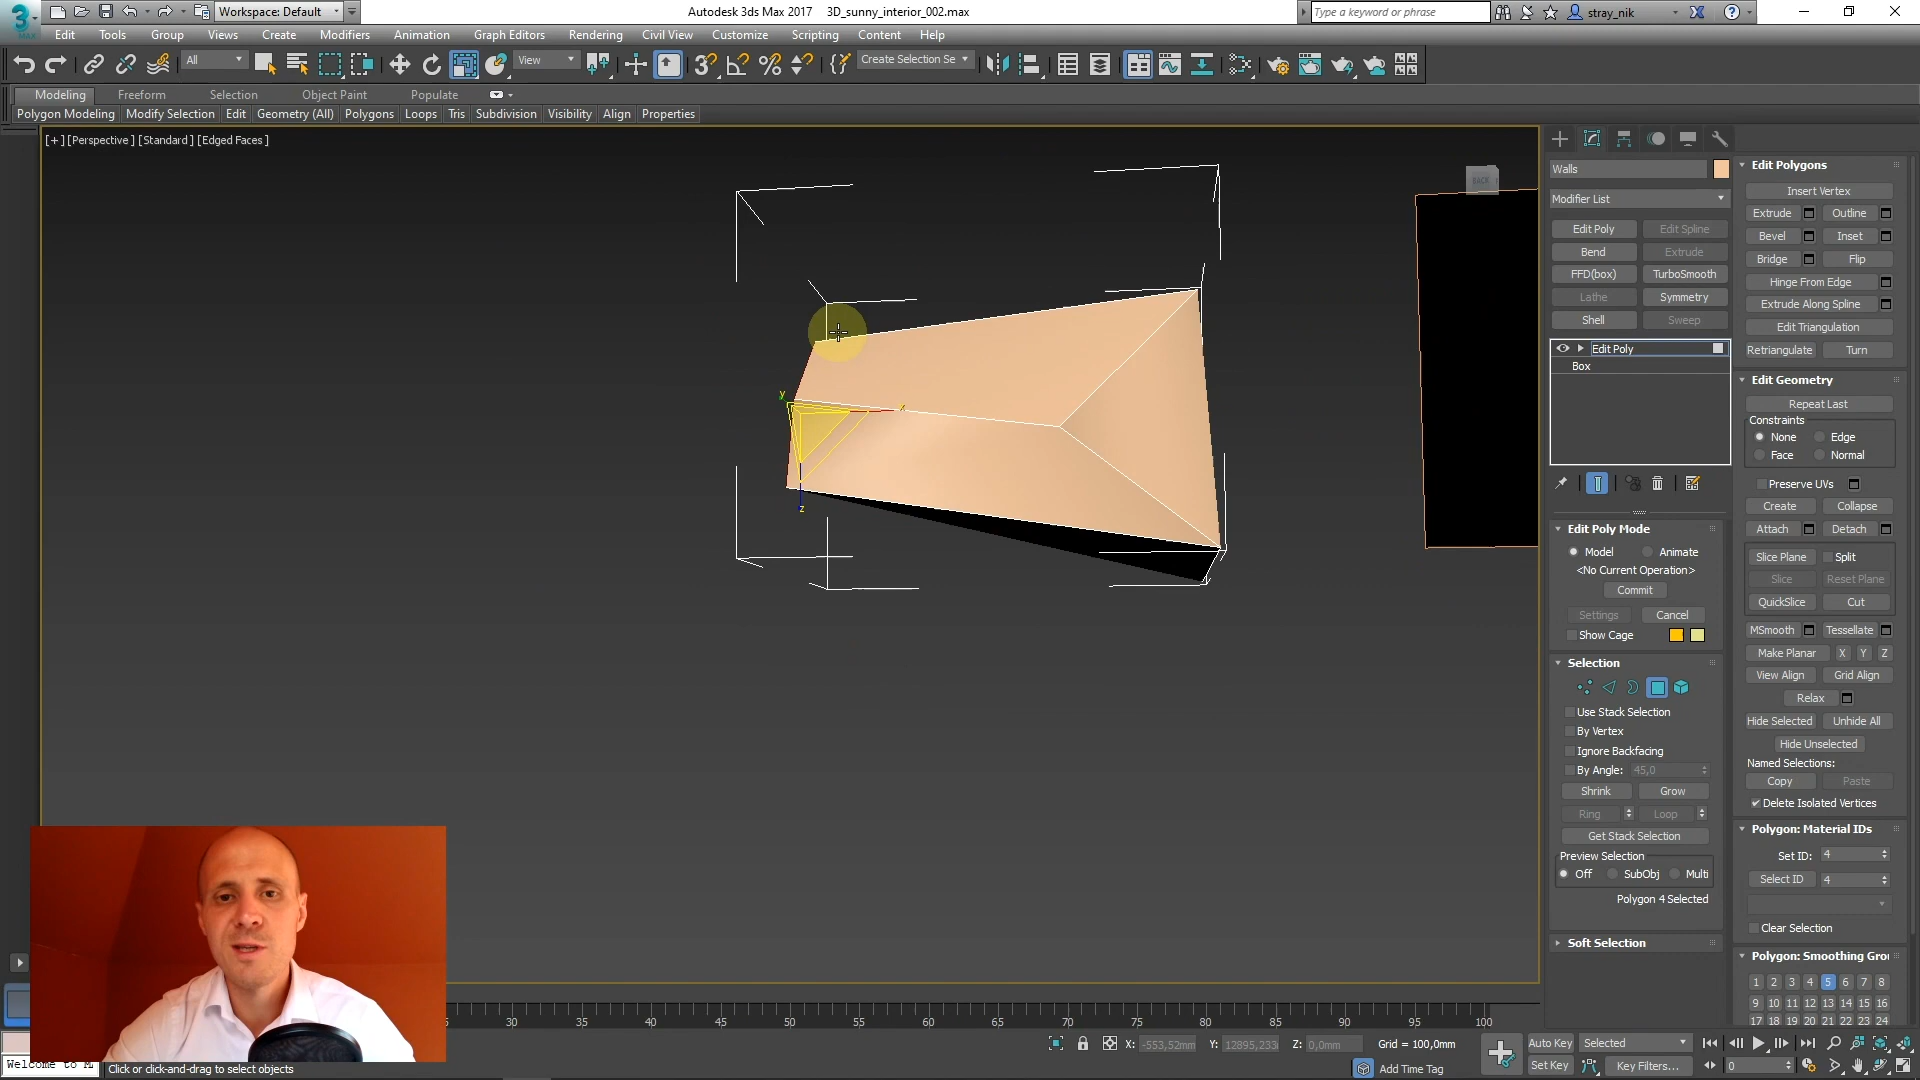 3 MAX Workspace: Default Autodesk 3ds Max 2017 3D_sunny_interior_002.max Type a keyword or phrase stray_nik
Edit Tools Group Views Create Modifiers Animation Graph Editors Rendering Civil View Customize Scripting Content Help
All View Create Selection Se
Modeling Freeform Selection Object Paint Populate
Polygon Modeling Modify Selection Edit Geometry (All) Polygons Loops Tris Subdivision Visibility Align Properties
[+] [Perspective ] [Standard ] [Edged Faces ]
BACK
y
x
z
Walls
Modifier List
Edit Poly Edit Spline
Bend Extrude
FFD(box) TurboSmooth
Lathe Symmetry
Shell Sweep
Edit Poly
Box
Edit Poly Mode
Model Animate
<No Current Operation>
Commit
Settings Cancel
Show Cage
Selection
Use Stack Selection
By Vertex
Ignore Backfacing
By Angle: 45,0
Shrink Grow
Ring Loop
Get Stack Selection
Preview Selection
Off SubObj Multi
Polygon 4 Selected
Soft Selection
Edit Polygons
Insert Vertex
Extrude Outline
Bevel Inset
Bridge Flip
Hinge From Edge
Extrude Along Spline
Edit Triangulation
Retriangulate Turn
Edit Geometry
Repeat Last
Constraints
None Edge
Face Normal
Preserve UVs
Create Collapse
Attach Detach
Slice Plane Split
Slice Reset Plane
QuickSlice Cut
MSmooth Tessellate
Make Planar X Y Z
View Align Grid Align
Relax
Hide Selected Unhide All
Hide Unselected
Named Selections:
Copy Paste
Delete Isolated Vertices
Polygon: Material IDs
Set ID: 4
Select ID 4
Clear Selection
Polygon: Smoothing Gro
1 2 3 4 5 6 7 8
9 10 11 12 13 14 15 16
17 18 19 20 21 22 23 24
30 35 40 45 50 55 60 65 70 75 80 85 90 95 100
X: -553,52mm Y: 12895,233 Z: 0,0mm Grid = 100,0mm Auto Key Selected
Welcome to M Click or click-and-drag to select objects Add Time Tag Set Key Key Filters... 0